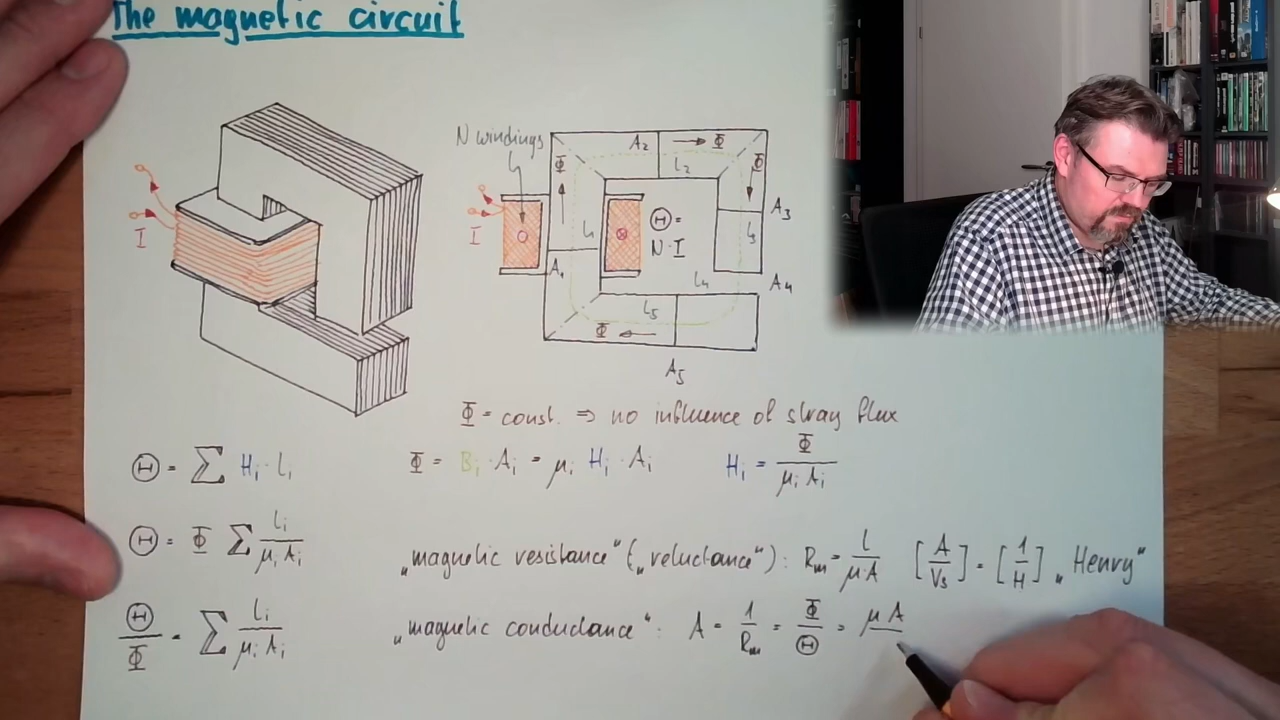 The magnetic circuit
N windings
A₂ → Φ
Φ
Φ
l₂
I
I
l₁
Θ =
N·I
A₃
l₃
A₁
l₄
A₄
l₅
Φ ←
A₅
Φ = const. ⇒ no influence of stray flux
Θ = ∑ Hᵢ · lᵢ
Φ = Bᵢ · Aᵢ = μᵢ Hᵢ · Aᵢ
Hᵢ = Φ / μᵢ Aᵢ
Θ = Φ ∑ lᵢ / μᵢ Aᵢ
„magnetic resistance“ („reluctance“): Rₘ = l / μ·A [A/Vs] = [1/H] „Henry“
Θ/Φ = ∑ lᵢ / μᵢ Aᵢ
„magnetic conductance“: Λ = 1/Rₘ = Φ/Θ = μ A